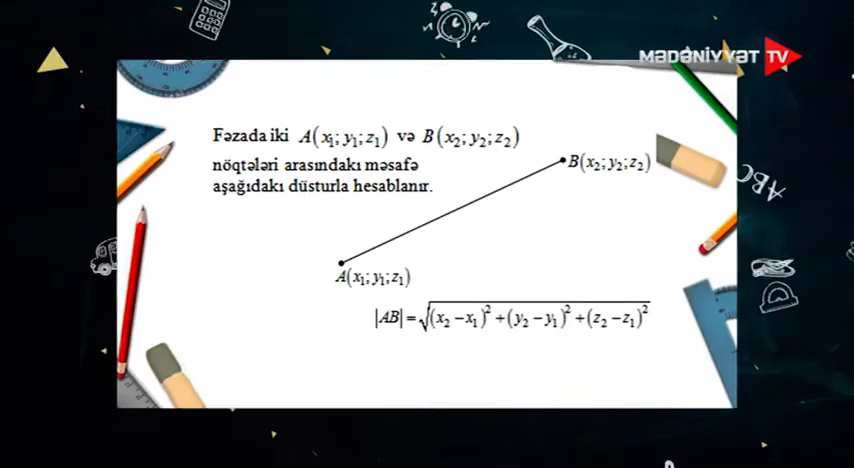 MƏDƏNİYYƏT TV
Fəzada iki A(x₁; y₁; z₁) və B(x₂; y₂; z₂)
nöqtələri arasındakı məsafə
aşağıdakı düsturla hesablanır.
B(x₂; y₂; z₂)
A(x₁; y₁; z₁)
|AB| = √(x₂ − x₁)² + (y₂ − y₁)² + (z₂ − z₁)²
ABC